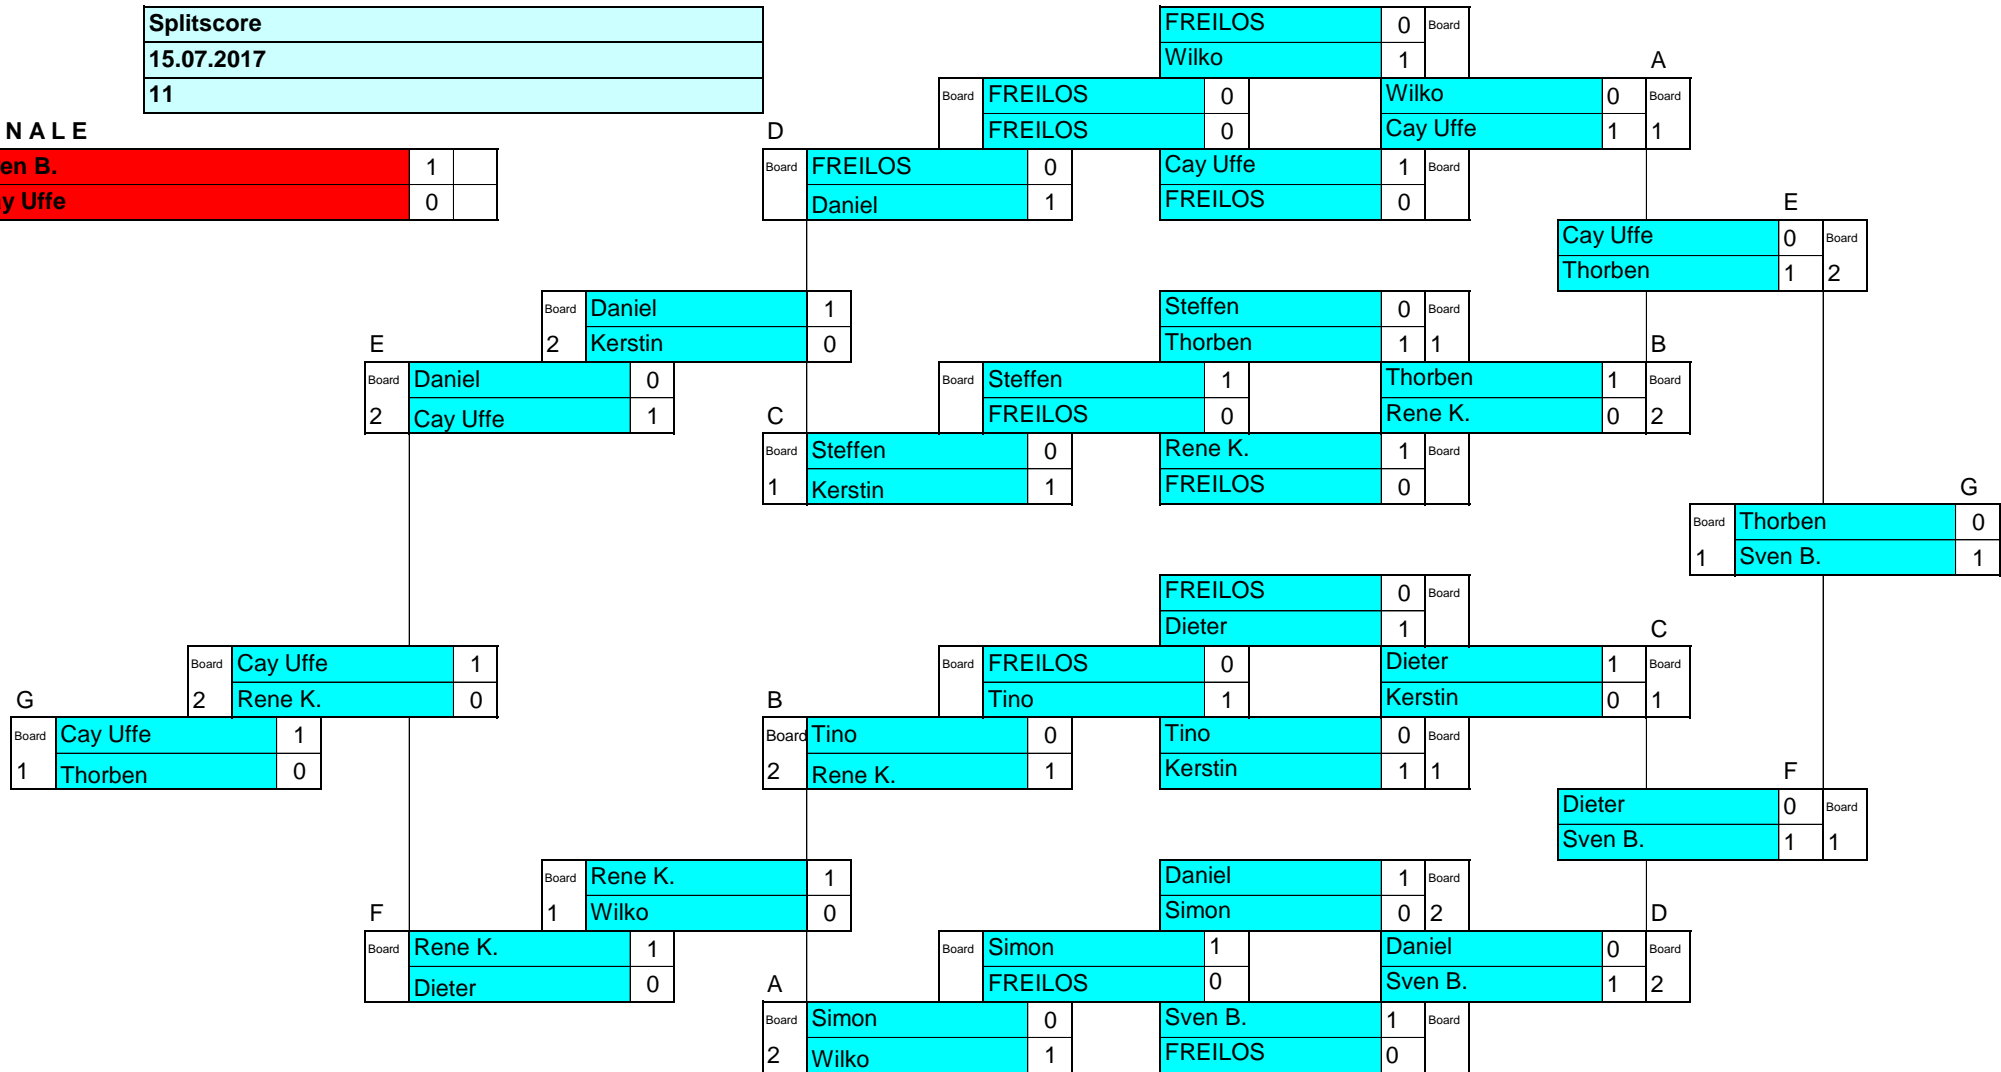 Splitscore
15.07.2017
11
FREILOS 0 Board
Wilko 1
A
Board FREILOS 0
FREILOS 0
Wilko 0 Board
Cay Uffe 1 1
N A L E
D
en B. 1
y Uffe 0
Board FREILOS 0
Daniel 1
Cay Uffe 1 Board
FREILOS 0
E
Cay Uffe 0 Board
Thorben 1 2
Board Daniel 1
2 Kerstin 0
Steffen 0 Board
Thorben 1 1
E
B
Board Daniel 0
2 Cay Uffe 1
Board Steffen 1
FREILOS 0
Thorben 1 Board
Rene K. 0 2
C
Board Steffen 0
1 Kerstin 1
Rene K. 1 Board
FREILOS 0
G
Board Thorben 0
1 Sven B. 1
FREILOS 0 Board
Dieter 1
C
Board Cay Uffe 1
2 Rene K. 0
Board FREILOS 0
Tino 1
Dieter 1 Board
Kerstin 0 1
G
B
Board Cay Uffe 1
1 Thorben 0
Board Tino 0
2 Rene K. 1
Tino 0 Board
Kerstin 1 1
F
Dieter 0 Board
Sven B. 1 1
Board Rene K. 1
1 Wilko 0
Daniel 1 Board
Simon 0 2
F
D
Board Rene K. 1
Dieter 0
Board Simon 1
FREILOS 0
Daniel 0 Board
Sven B. 1 2
A
Board Simon 0
2 Wilko 1
Sven B. 1 Board
FREILOS 0